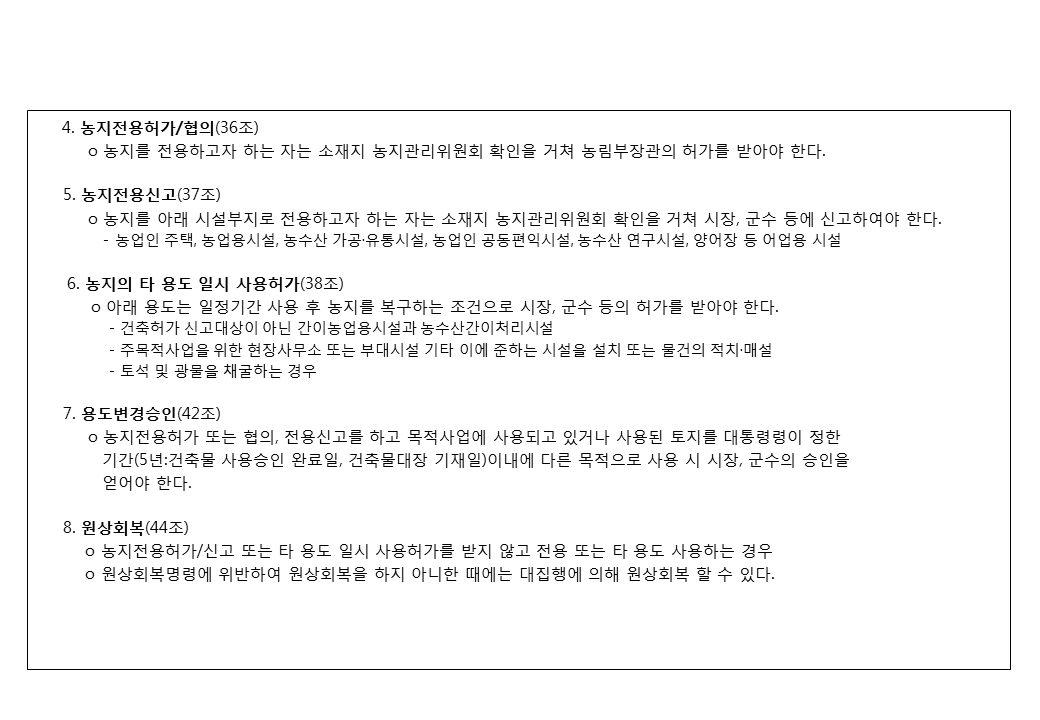 4. 농지전용허가/협의(36조)
o 농지를 전용하고자 하는 자는 소재지 농지관리위원회 확인을 거쳐 농림부장관의 허가를 받아야 한다.
5. 농지전용신고(37조)
o 농지를 아래 시설부지로 전용하고자 하는 자는 소재지 농지관리위원회 확인을 거쳐 시장, 군수 등에 신고하여야 한다.
- 농업인 주택, 농업용시설, 농수산 가공·유통시설, 농업인 공동편익시설, 농수산 연구시설, 양어장 등 어업용 시설
6. 농지의 타 용도 일시 사용허가(38조)
o 아래 용도는 일정기간 사용 후 농지를 복구하는 조건으로 시장, 군수 등의 허가를 받아야 한다.
- 건축허가 신고대상이 아닌 간이농업용시설과 농수산간이처리시설
- 주목적사업을 위한 현장사무소 또는 부대시설 기타 이에 준하는 시설을 설치 또는 물건의 적치·매설
- 토석 및 광물을 채굴하는 경우
7. 용도변경승인(42조)
o 농지전용허가 또는 협의, 전용신고를 하고 목적사업에 사용되고 있거나 사용된 토지를 대통령령이 정한
기간(5년:건축물 사용승인 완료일, 건축물대장 기재일)이내에 다른 목적으로 사용 시 시장, 군수의 승인을
얻어야 한다.
8. 원상회복(44조)
o 농지전용허가/신고 또는 타 용도 일시 사용허가를 받지 않고 전용 또는 타 용도 사용하는 경우
o 원상회복명령에 위반하여 원상회복을 하지 아니한 때에는 대집행에 의해 원상회복 할 수 있다.